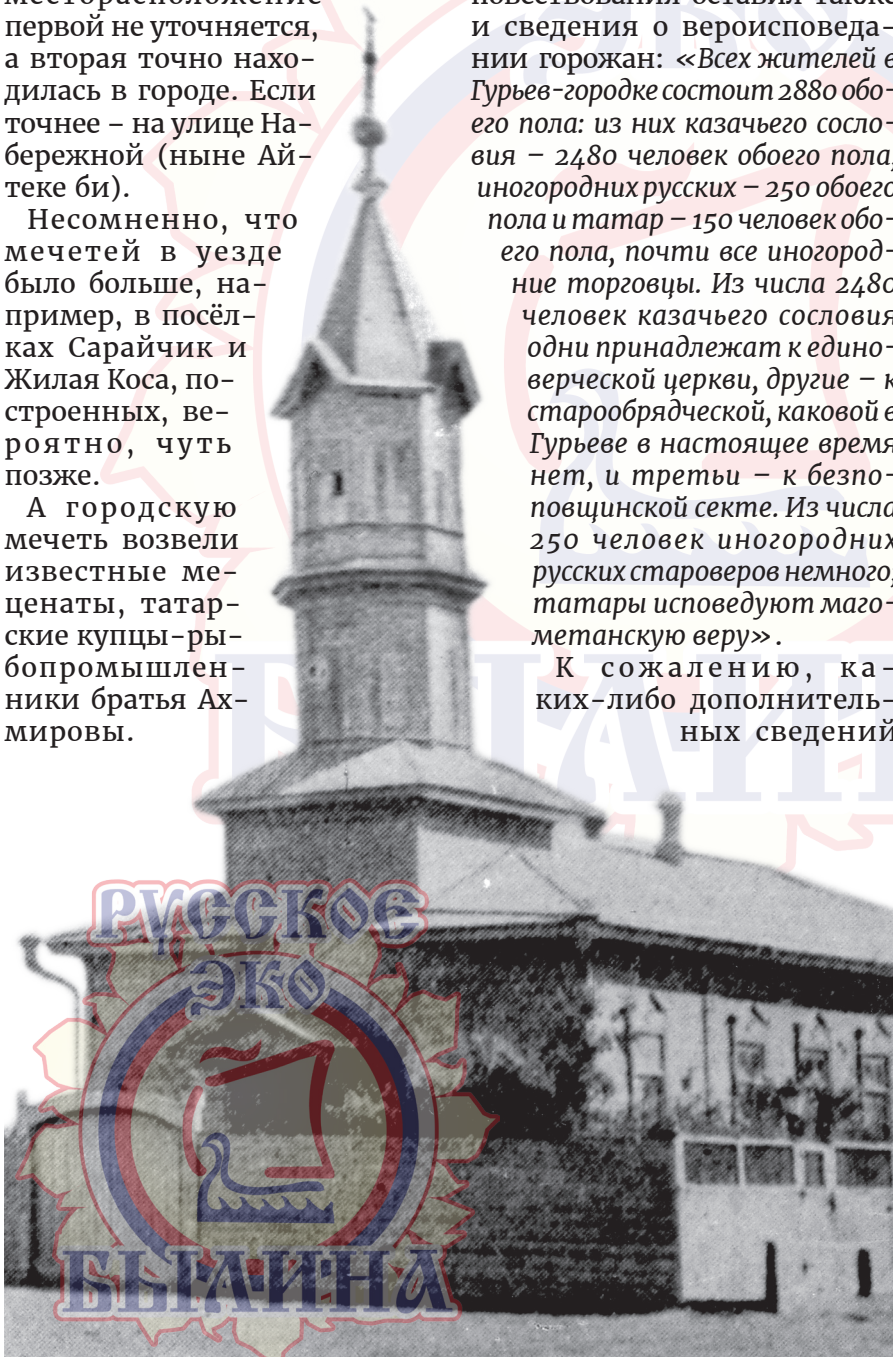 месторасположение
первой не уточняется,
а вторая точно нахо-
дилась в городе. Если
точнее – на улице На-
бережной (ныне Ай-
теке би).
Несомненно, что
мечетей в уезде
было больше, на-
пример, в посёл-
ках Сарайчик и
Жилая Коса, по-
строенных, ве-
роятно, чуть
позже.
А городскую
мечеть возвели
известные ме-
ценаты, татар-
ские купцы-ры-
бопромышлен-
ники братья Ах-
мировы.
повествования оставил также
и сведения о вероисповеда-
нии горожан: «Всех жителей в
Гурьев-городке состоит 2880 обо-
его пола: из них казачьего сосло-
вия – 2480 человек обоего пола,
иногородних русских – 250 обоего
пола и татар – 150 человек обо-
его пола, почти все иногород-
ние торговцы. Из числа 2480
человек казачьего сословия
одни принадлежат к едино-
верческой церкви, другие – к
старообрядческой, каковой в
Гурьеве в настоящее время
нет, и третьи – к безпо-
повщинской секте. Из числа
250 человек иногородних
русских староверов немного,
татары исповедуют маго-
метанскую веру».
К сожалению, ка-
ких-либо дополнитель-
ных сведений
РУССКОЕ
ЭХО
БЫЛИНА